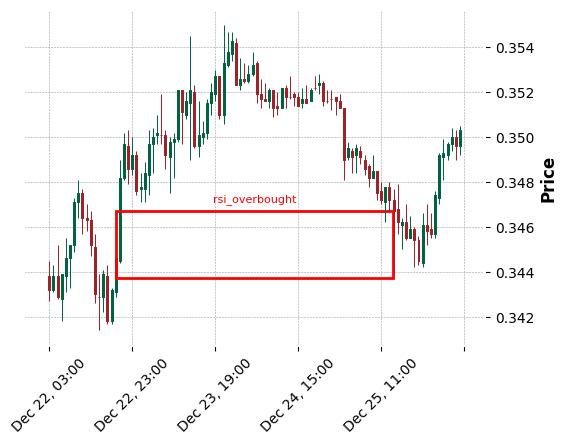 0.354
0.352
0.350
0.348
0.346
0.344
0.342
Price
rsi_overbought
Dec 22, 03:00
Dec 22, 23:00
Dec 23, 19:00
Dec 24, 15:00
Dec 25, 11:00